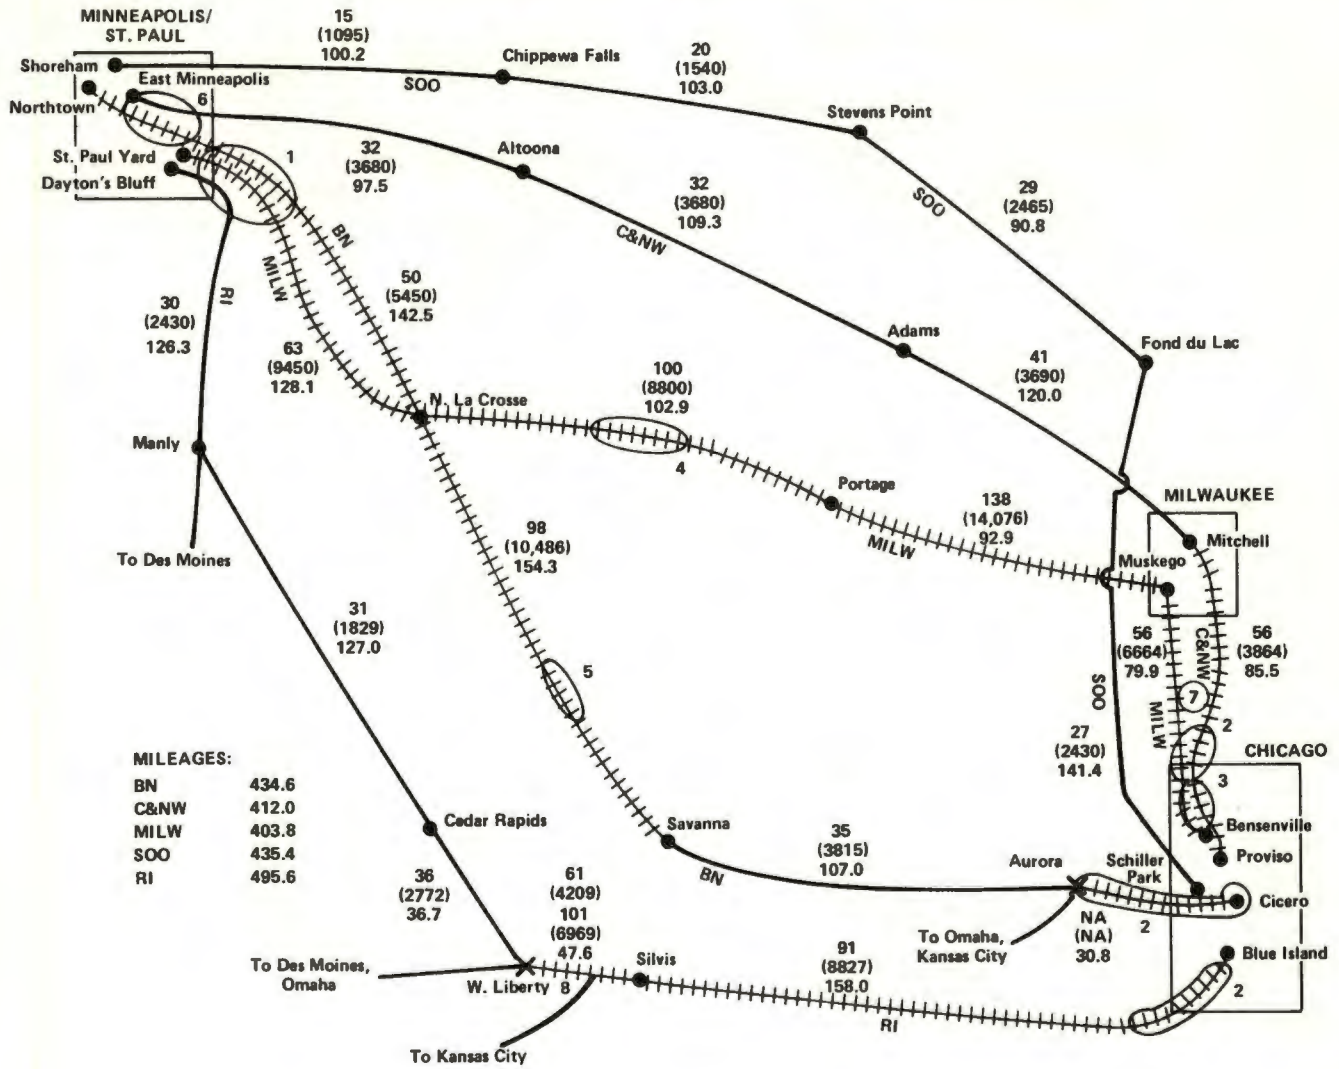 MINNEAPOLIS/
ST. PAUL
Shoreham
East Minneapolis
Northtown
6
St. Paul Yard
Dayton's Bluff
1
15
(1095)
100.2
SOO
Chippewa Falls
20
(1540)
103.0
Stevens Point
32
(3680)
97.5
Altoona
32
(3680)
109.3
C&NW
SOO
29
(2465)
90.8
BN
MILW
RI
50
(5450)
142.5
30
(2430)
126.3
63
(9450)
128.1
Adams
41
(3690)
120.0
Fond du Lac
N. La Crosse
100
(8800)
102.9
4
Manly
To Des Moines
Portage
138
(14,076)
92.9
MILW
MILWAUKEE
Mitchell
Muskego
98
(10,486)
154.3
5
31
(1829)
127.0
56
(6664)
79.9
C&NW
56
(3864)
85.5
7
MILW
2
SOO
27
(2430)
141.4
CHICAGO
3
Bensenville
Proviso
MILEAGES:
BN 434.6
C&NW 412.0
MILW 403.8
SOO 435.4
RI 495.6
Cedar Rapids
Savanna
BN
35
(3815)
107.0
Aurora
Schiller
Park
Cicero
NA
(NA)
30.8
2
To Omaha,
Kansas City
36
(2772)
36.7
61
(4209)
101
(6969)
47.6
To Des Moines,
Omaha
W. Liberty
8
Silvis
91
(8827)
158.0
RI
Blue Island
2
To Kansas City